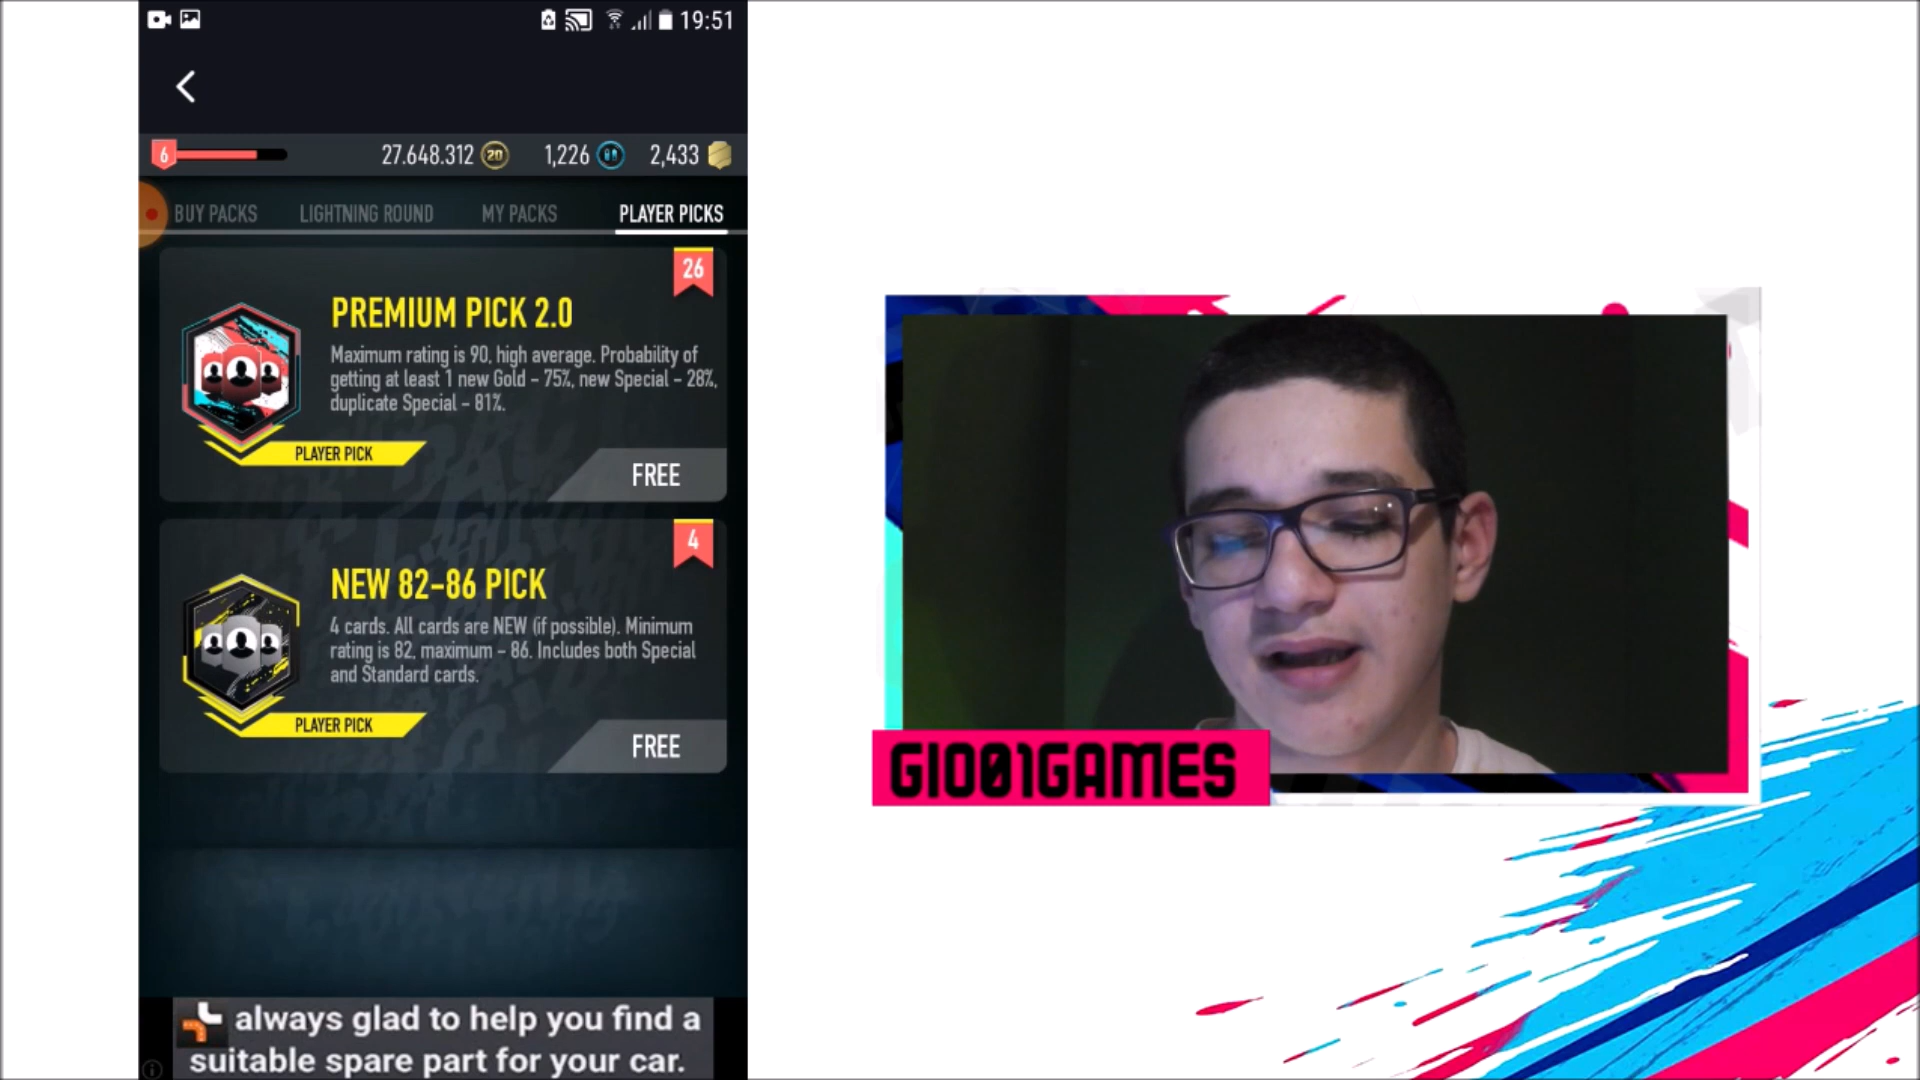 19:51
6
27.648.312 20 1,226 2,433
BUY PACKS LIGHTNING ROUND MY PACKS PLAYER PICKS
26
PREMIUM PICK 2.0
Maximum rating is 90, high average. Probability of
getting at least 1 new Gold - 75%, new Special - 28%,
duplicate Special - 81%.
PLAYER PICK
FREE
4
NEW 82-86 PICK
4 cards. All cards are NEW (if possible). Minimum
rating is 82, maximum - 86. Includes both Special
and Standard cards.
PLAYER PICK
FREE
always glad to help you find a
suitable spare part for your car.
GIO01GAMES